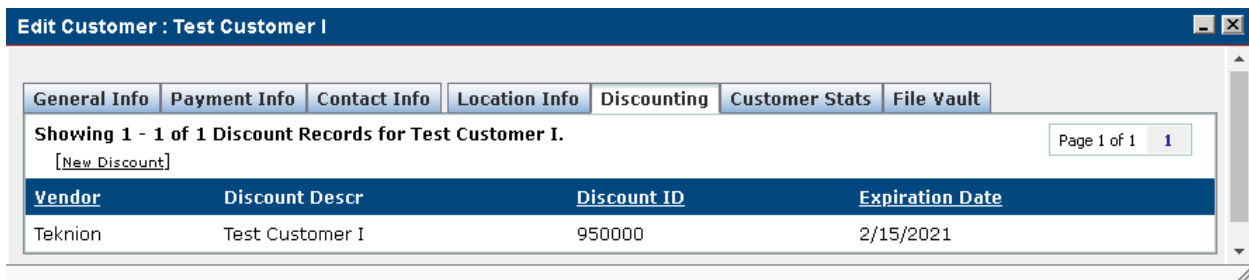 Edit Customer : Test Customer I
General Info Payment Info Contact Info Location Info Discounting Customer Stats File Vault
Showing 1 - 1 of 1 Discount Records for Test Customer I. Page 1 of 1 1
[New Discount]
Vendor Discount Descr Discount ID Expiration Date
Teknion Test Customer I 950000 2/15/2021